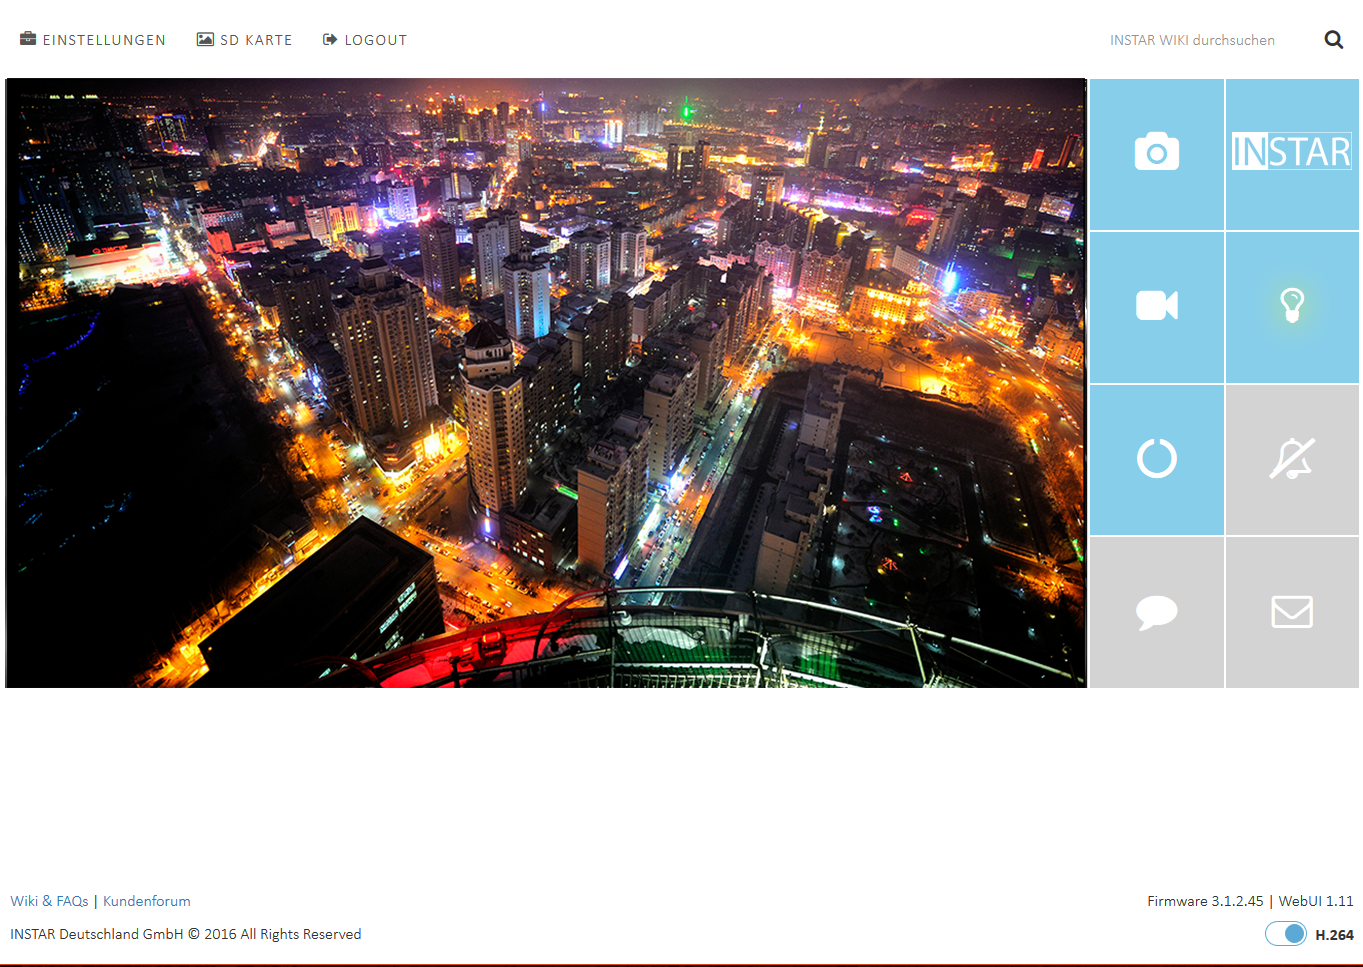 EINSTELLUNGEN SD KARTE LOGOUT INSTAR WIKI durchsuchen
INSTAR
Wiki & FAQs | Kundenforum Firmware 3.1.2.45 | WebUI 1.11
INSTAR Deutschland GmbH © 2016 All Rights Reserved H.264